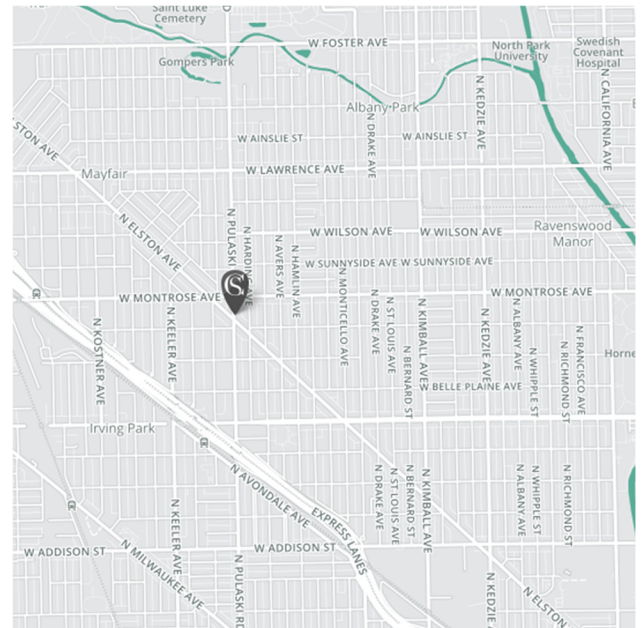 Saint Luke
Cemetery
W FOSTER AVE
Gompers Park
North Park
University
Swedish
Covenant
Hospital
N KEDZIE AVE
N CALIFORNIA AVE
Albany Park
N DRAKE AVE
W AINSLIE ST
W AINSLIE ST
STON AVE
Mayfair
W LAWRENCE AVE
N ELSTON AVE
N PULASKI
N HARDING AVE
N AVERS AVE
N HAMLIN AVE
W WILSON AVE
W WILSON AVE
Ravenswood
Manor
W SUNNYSIDE AVE
W SUNNYSIDE AVE
S
W MONTROSE AVE
W MONTROSE AVE
N KOSTNER AVE
N KEELER AVE
N MONTICELLO AVE
N DRAKE AVE
N ST LOUIS AVE
N BERNARD ST
N KIMBALL AVE
N KEDZIE AVE
N ALBANY AVE
N WHIPPLE ST
N RICHMOND ST
N FRANCISCO AVE
Horne
W BELLE PLAINE AVE
Irving Park
N AVONDALE AVE
EXPRESS LANES
N DRAKE AVE
N ST LOUIS AVE
N BERNARD ST
N KIMBALL AVE
N ALBANY AVE
N WHIPPLE ST
N RICHMOND ST
N KEELER AVE
W ADDISON ST
W ADDISON ST
N MILWAUKEE AVE
N PULASKI RD
N KEDZIE
N ELSTON